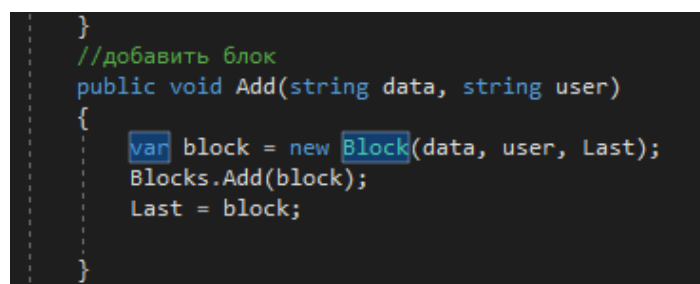 }
//добавить блок
public void Add(string data, string user)
{
var block = new Block(data, user, Last);
Blocks.Add(block);
Last = block;
}